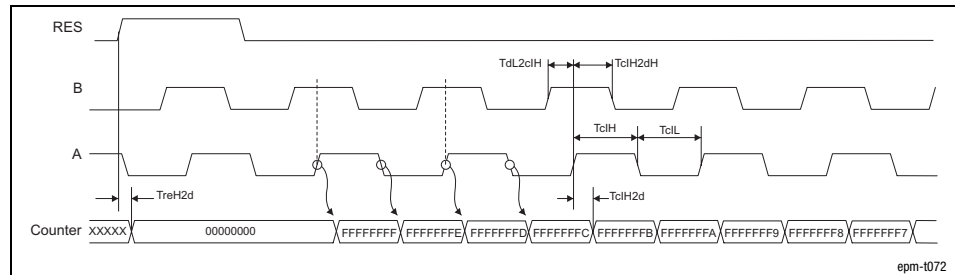 RES
TdL2clH
TclH2dH
B
TclH
TclL
A
TreH2d
TclH2d
Counter XXXXX 00000000 FFFFFFFF FFFFFFFE FFFFFFFD FFFFFFFC FFFFFFFB FFFFFFFA FFFFFFF9 FFFFFFF8 FFFFFFF7
epm-t072